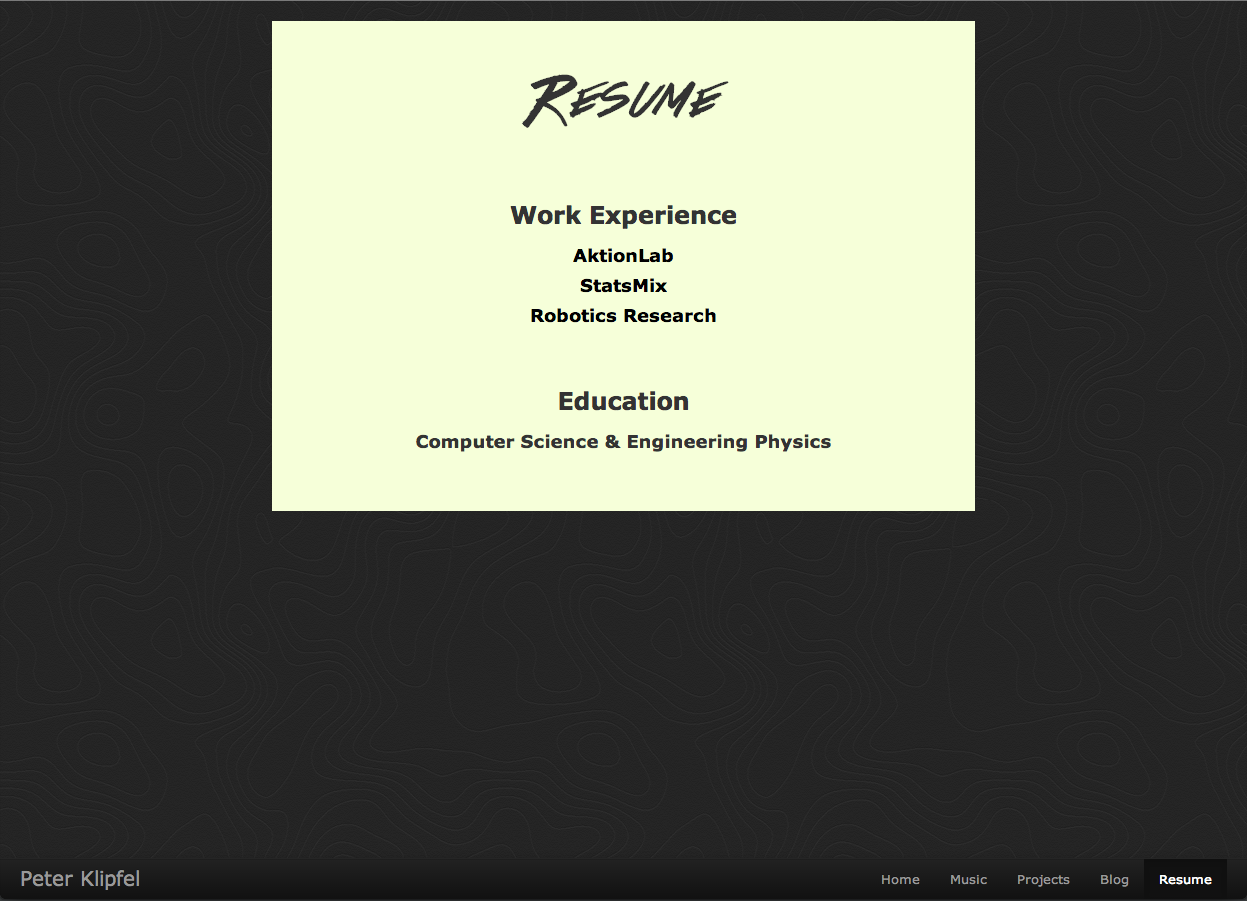 Resume
Work Experience
AktionLab
StatsMix
Robotics Research
Education
Computer Science & Engineering Physics
Peter Klipfel
Home Music Projects Blog Resume